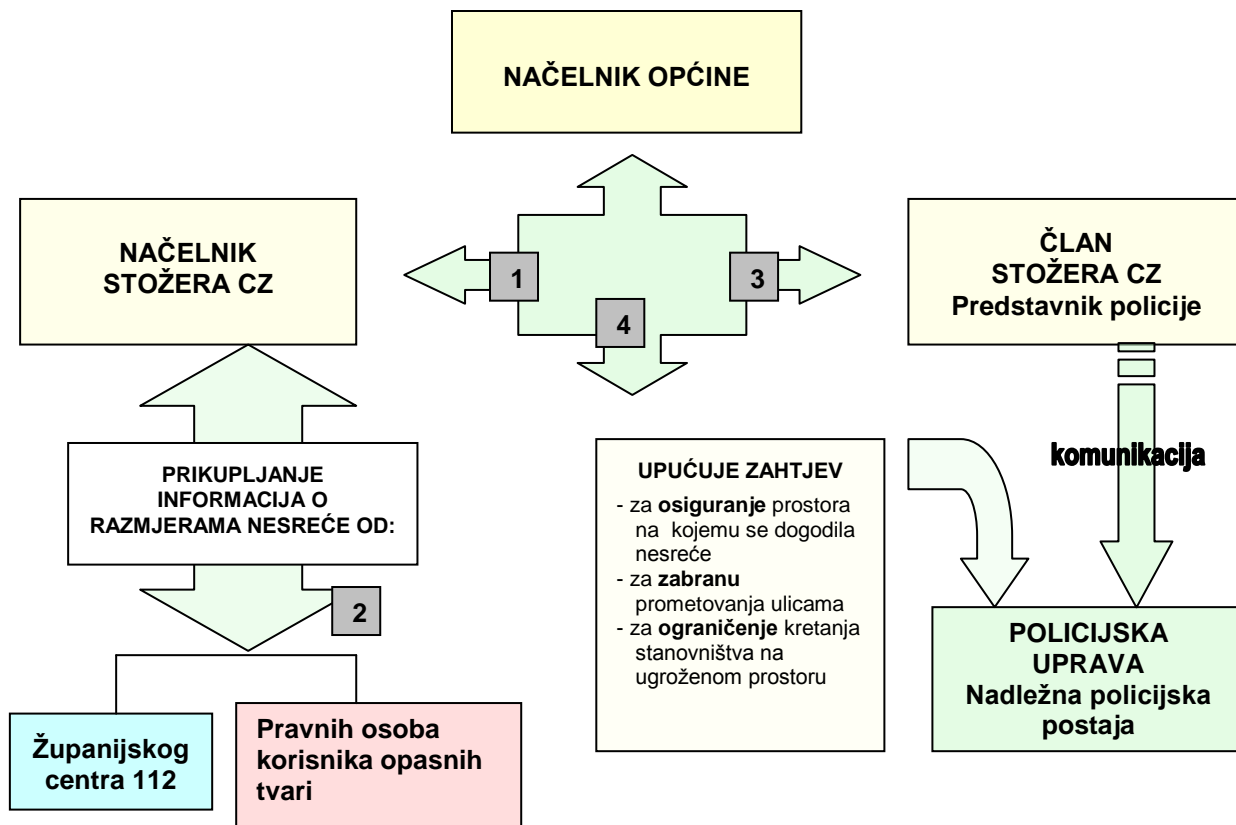 NAČELNIK OPĆINE
NAČELNIK
STOŽERA CZ
1
3
4
ČLAN
STOŽERA CZ
Predstavnik policije
PRIKUPLJANJE
INFORMACIJA O
RAZMJERAMA NESREĆE OD:
2
UPUĆUJE ZAHTJEV
- za osiguranje prostora
na kojemu se dogodila
nesreće
- za zabranu
prometovanja ulicama
- za ograničenje kretanja
stanovništva na
ugroženom prostoru
komunikacija
POLICIJSKA
UPRAVA
Nadležna policijska
postaja
Županijskog
centra 112
Pravnih osoba
korisnika opasnih
tvari